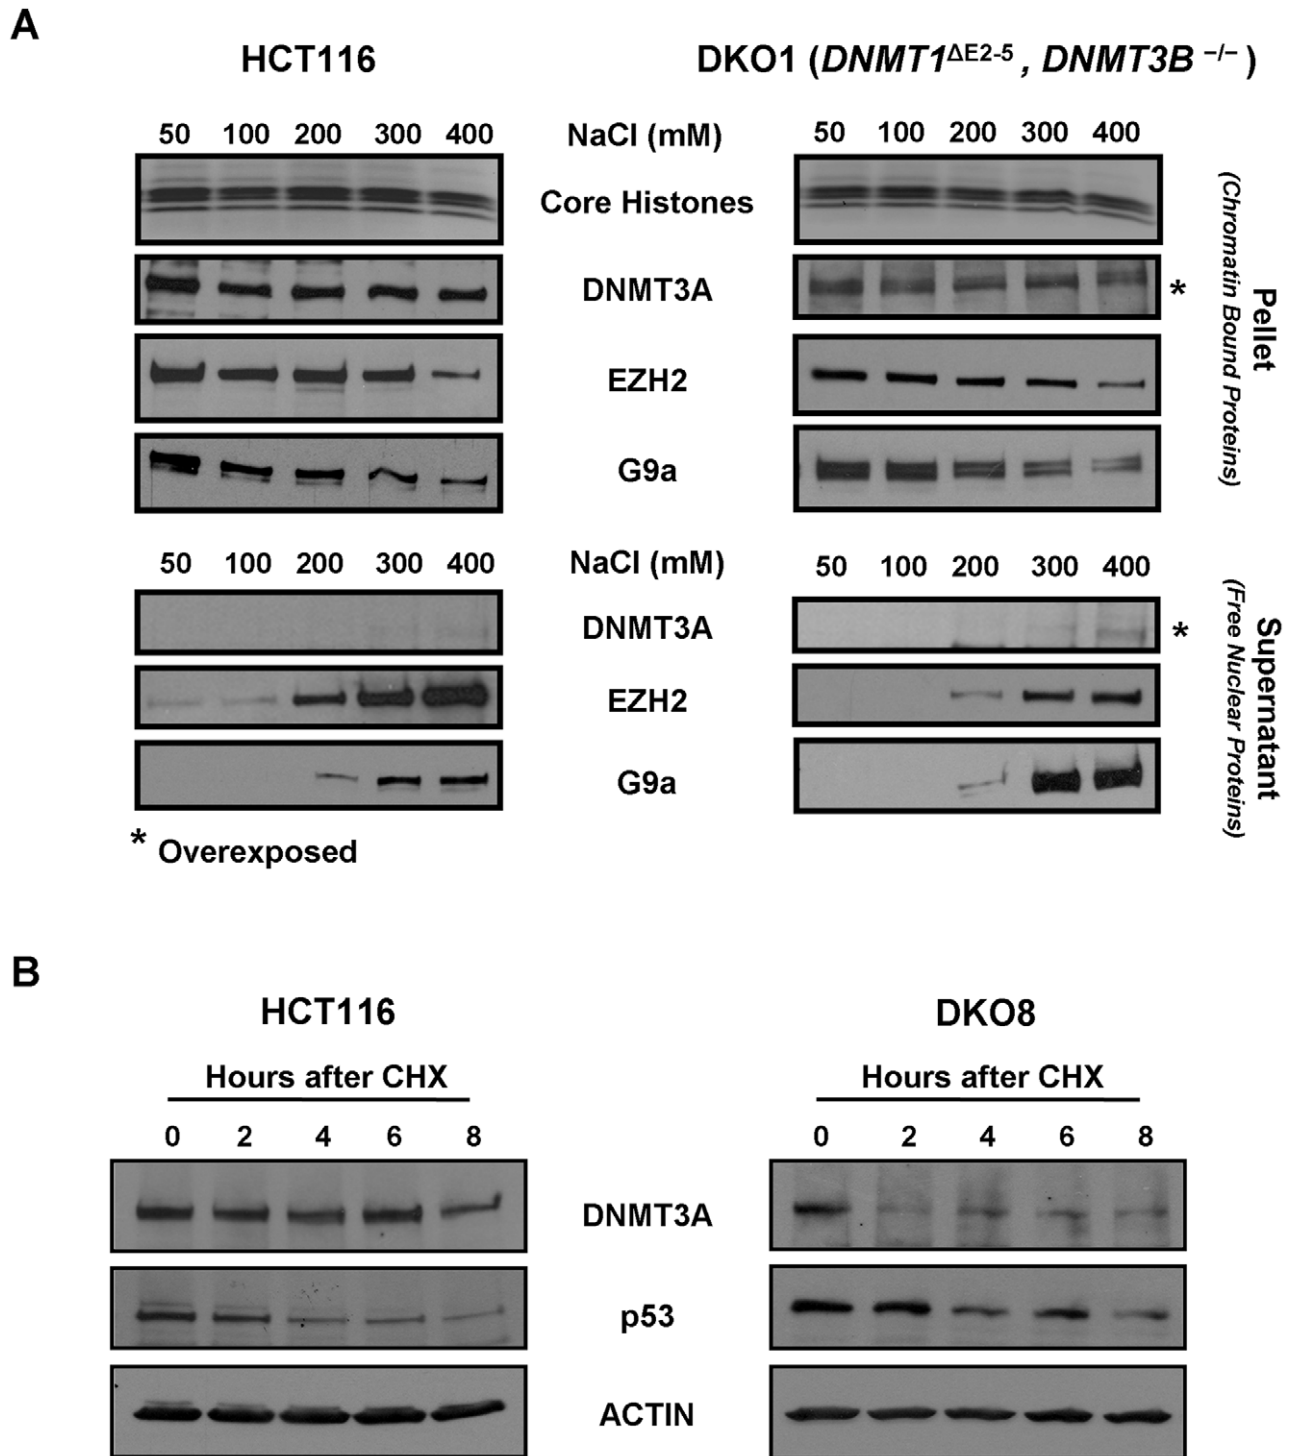 A
HCT116
DKO1 (DNMT1ΔE2-5 , DNMT3B −/− )
50 100 200 300 400 NaCl (mM) 50 100 200 300 400
Core Histones
DNMT3A
*
EZH2
G9a
Pellet
(Chromatin Bound Proteins)
50 100 200 300 400 NaCl (mM) 50 100 200 300 400
DNMT3A
*
EZH2
G9a
Supernatant
(Free Nuclear Proteins)
* Overexposed
B
HCT116
DKO8
Hours after CHX
Hours after CHX
0 2 4 6 8
0 2 4 6 8
DNMT3A
p53
ACTIN